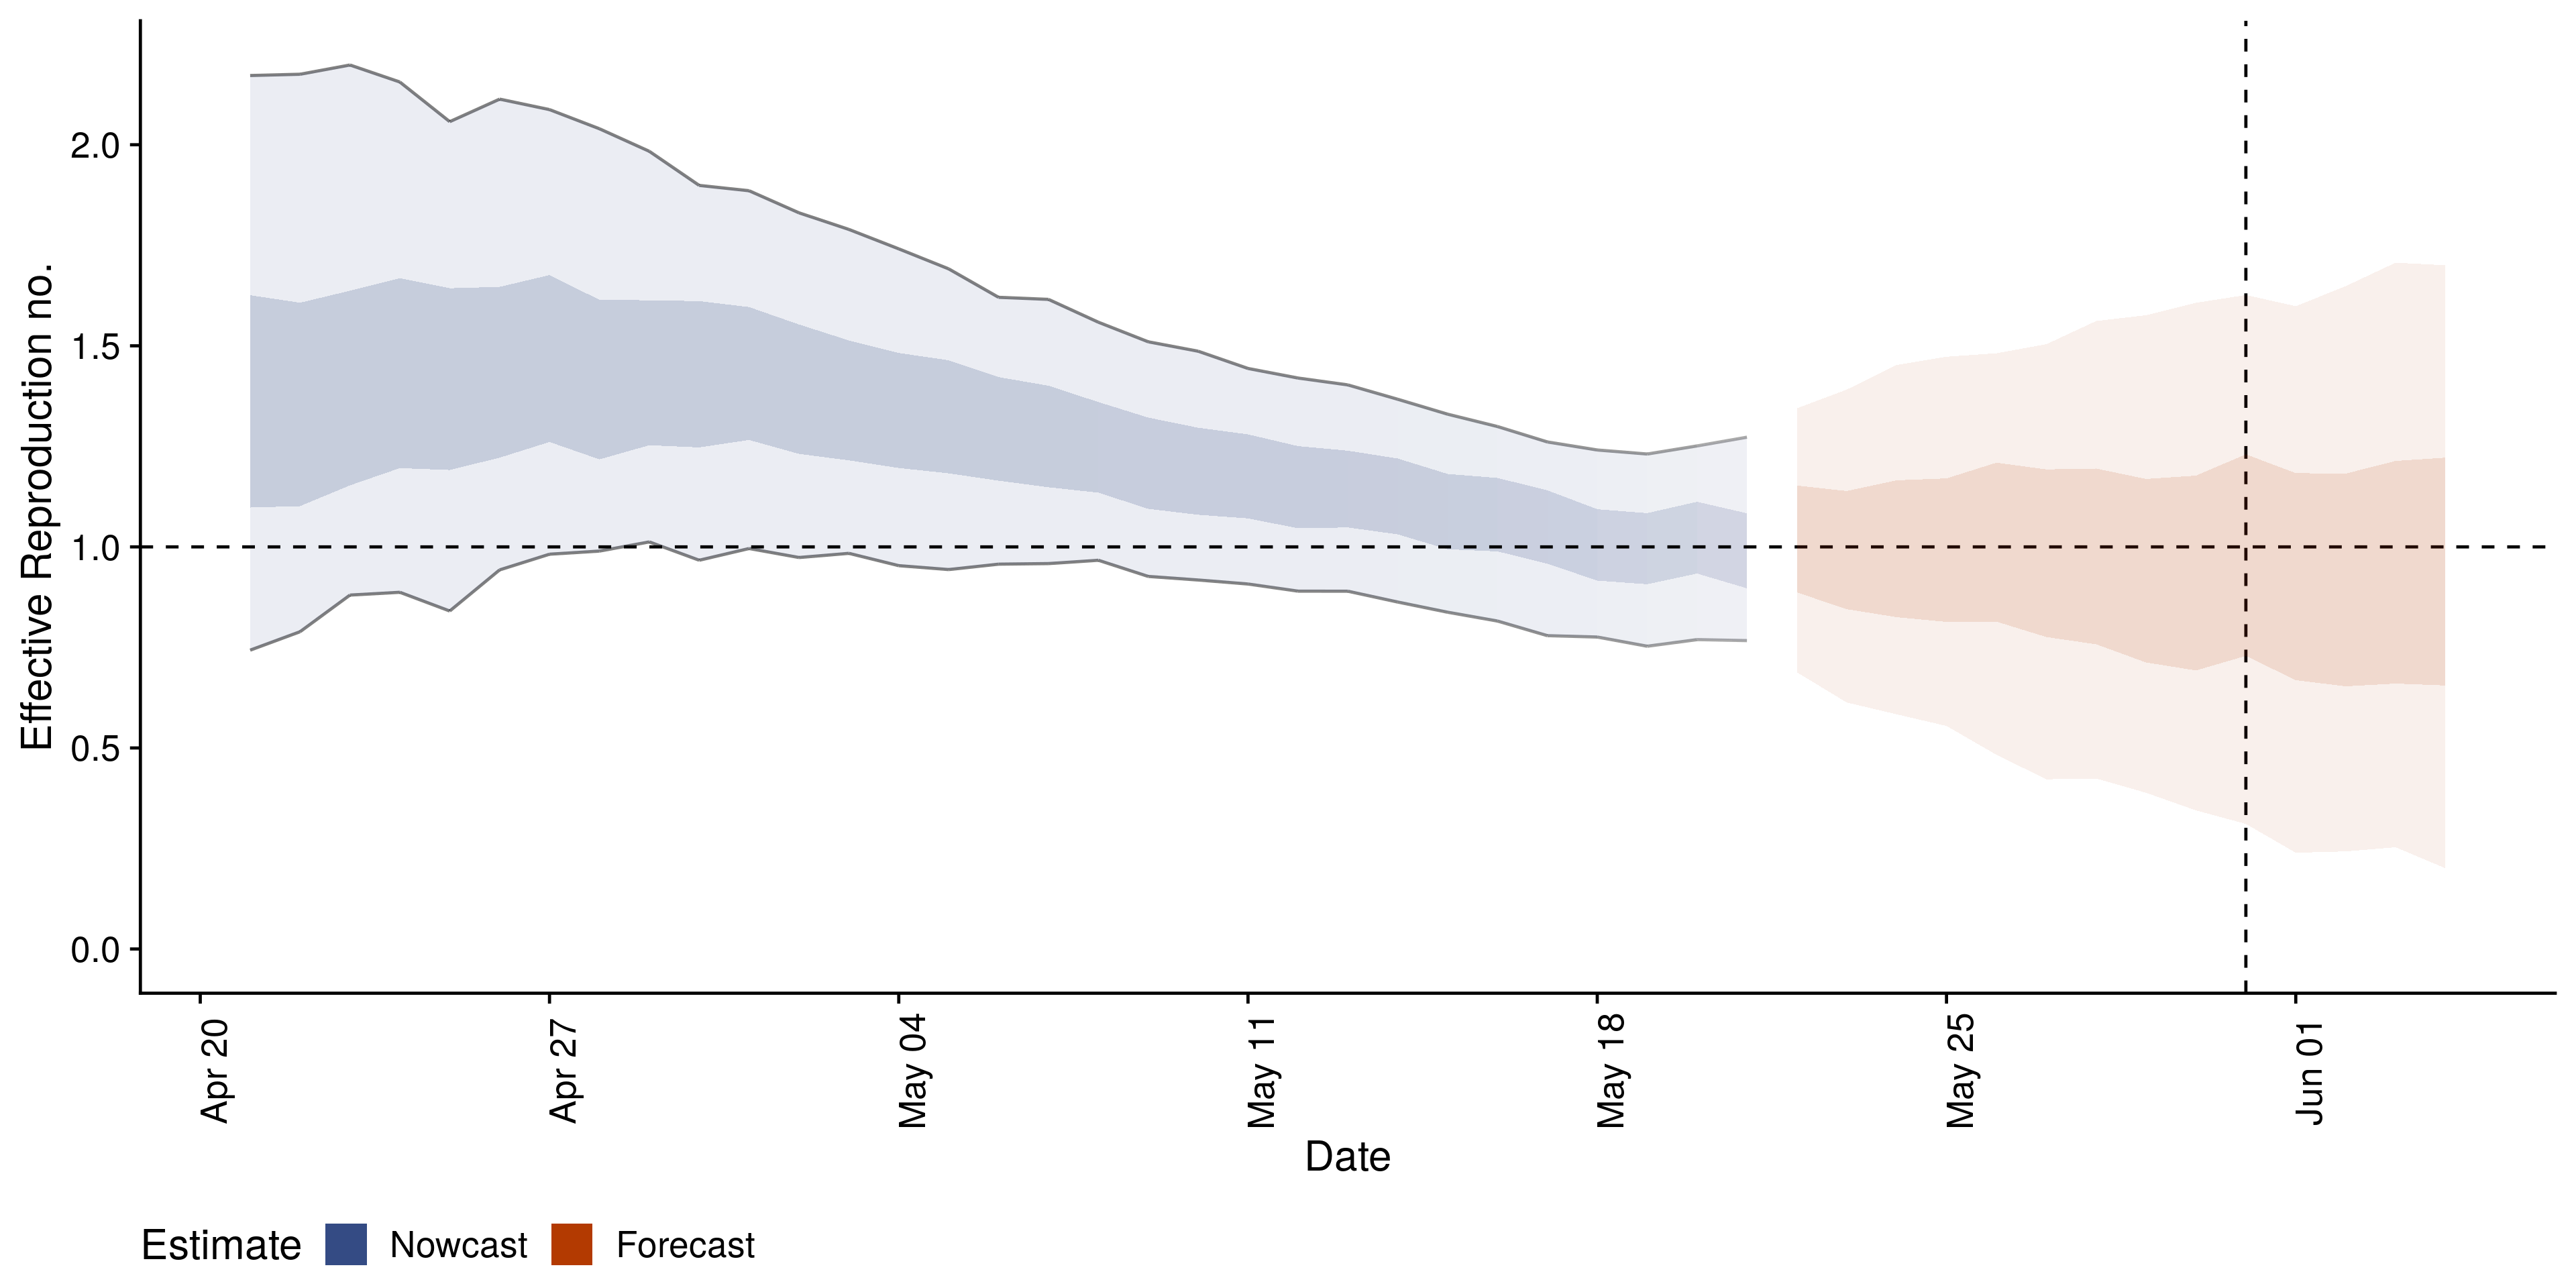 Effective Reproduction no.
2.0
1.5
1.0
0.5
0.0
Apr 20
Apr 27
May 04
May 11
May 18
May 25
Jun 01
Date
Estimate Nowcast Forecast